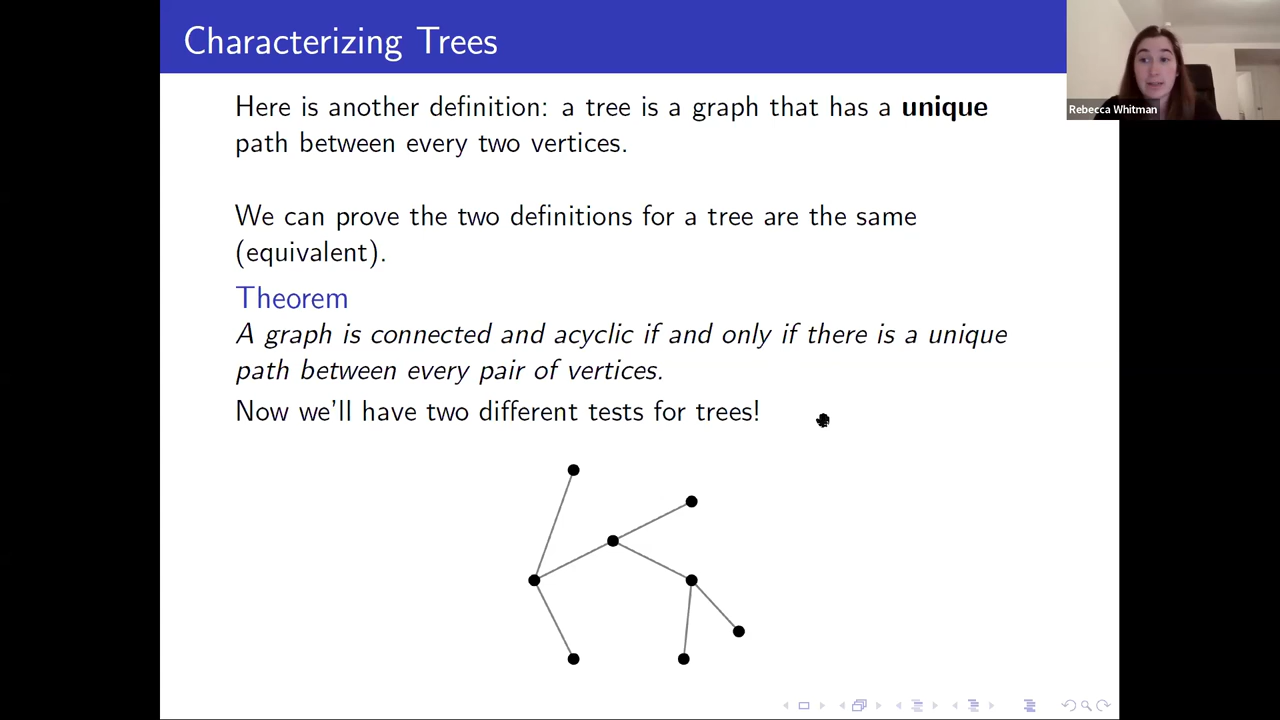 Characterizing Trees
Rebecca Whitman
Here is another definition: a tree is a graph that has a unique
path between every two vertices.
We can prove the two definitions for a tree are the same
(equivalent).
Theorem
A graph is connected and acyclic if and only if there is a unique
path between every pair of vertices.
Now we'll have two different tests for trees!